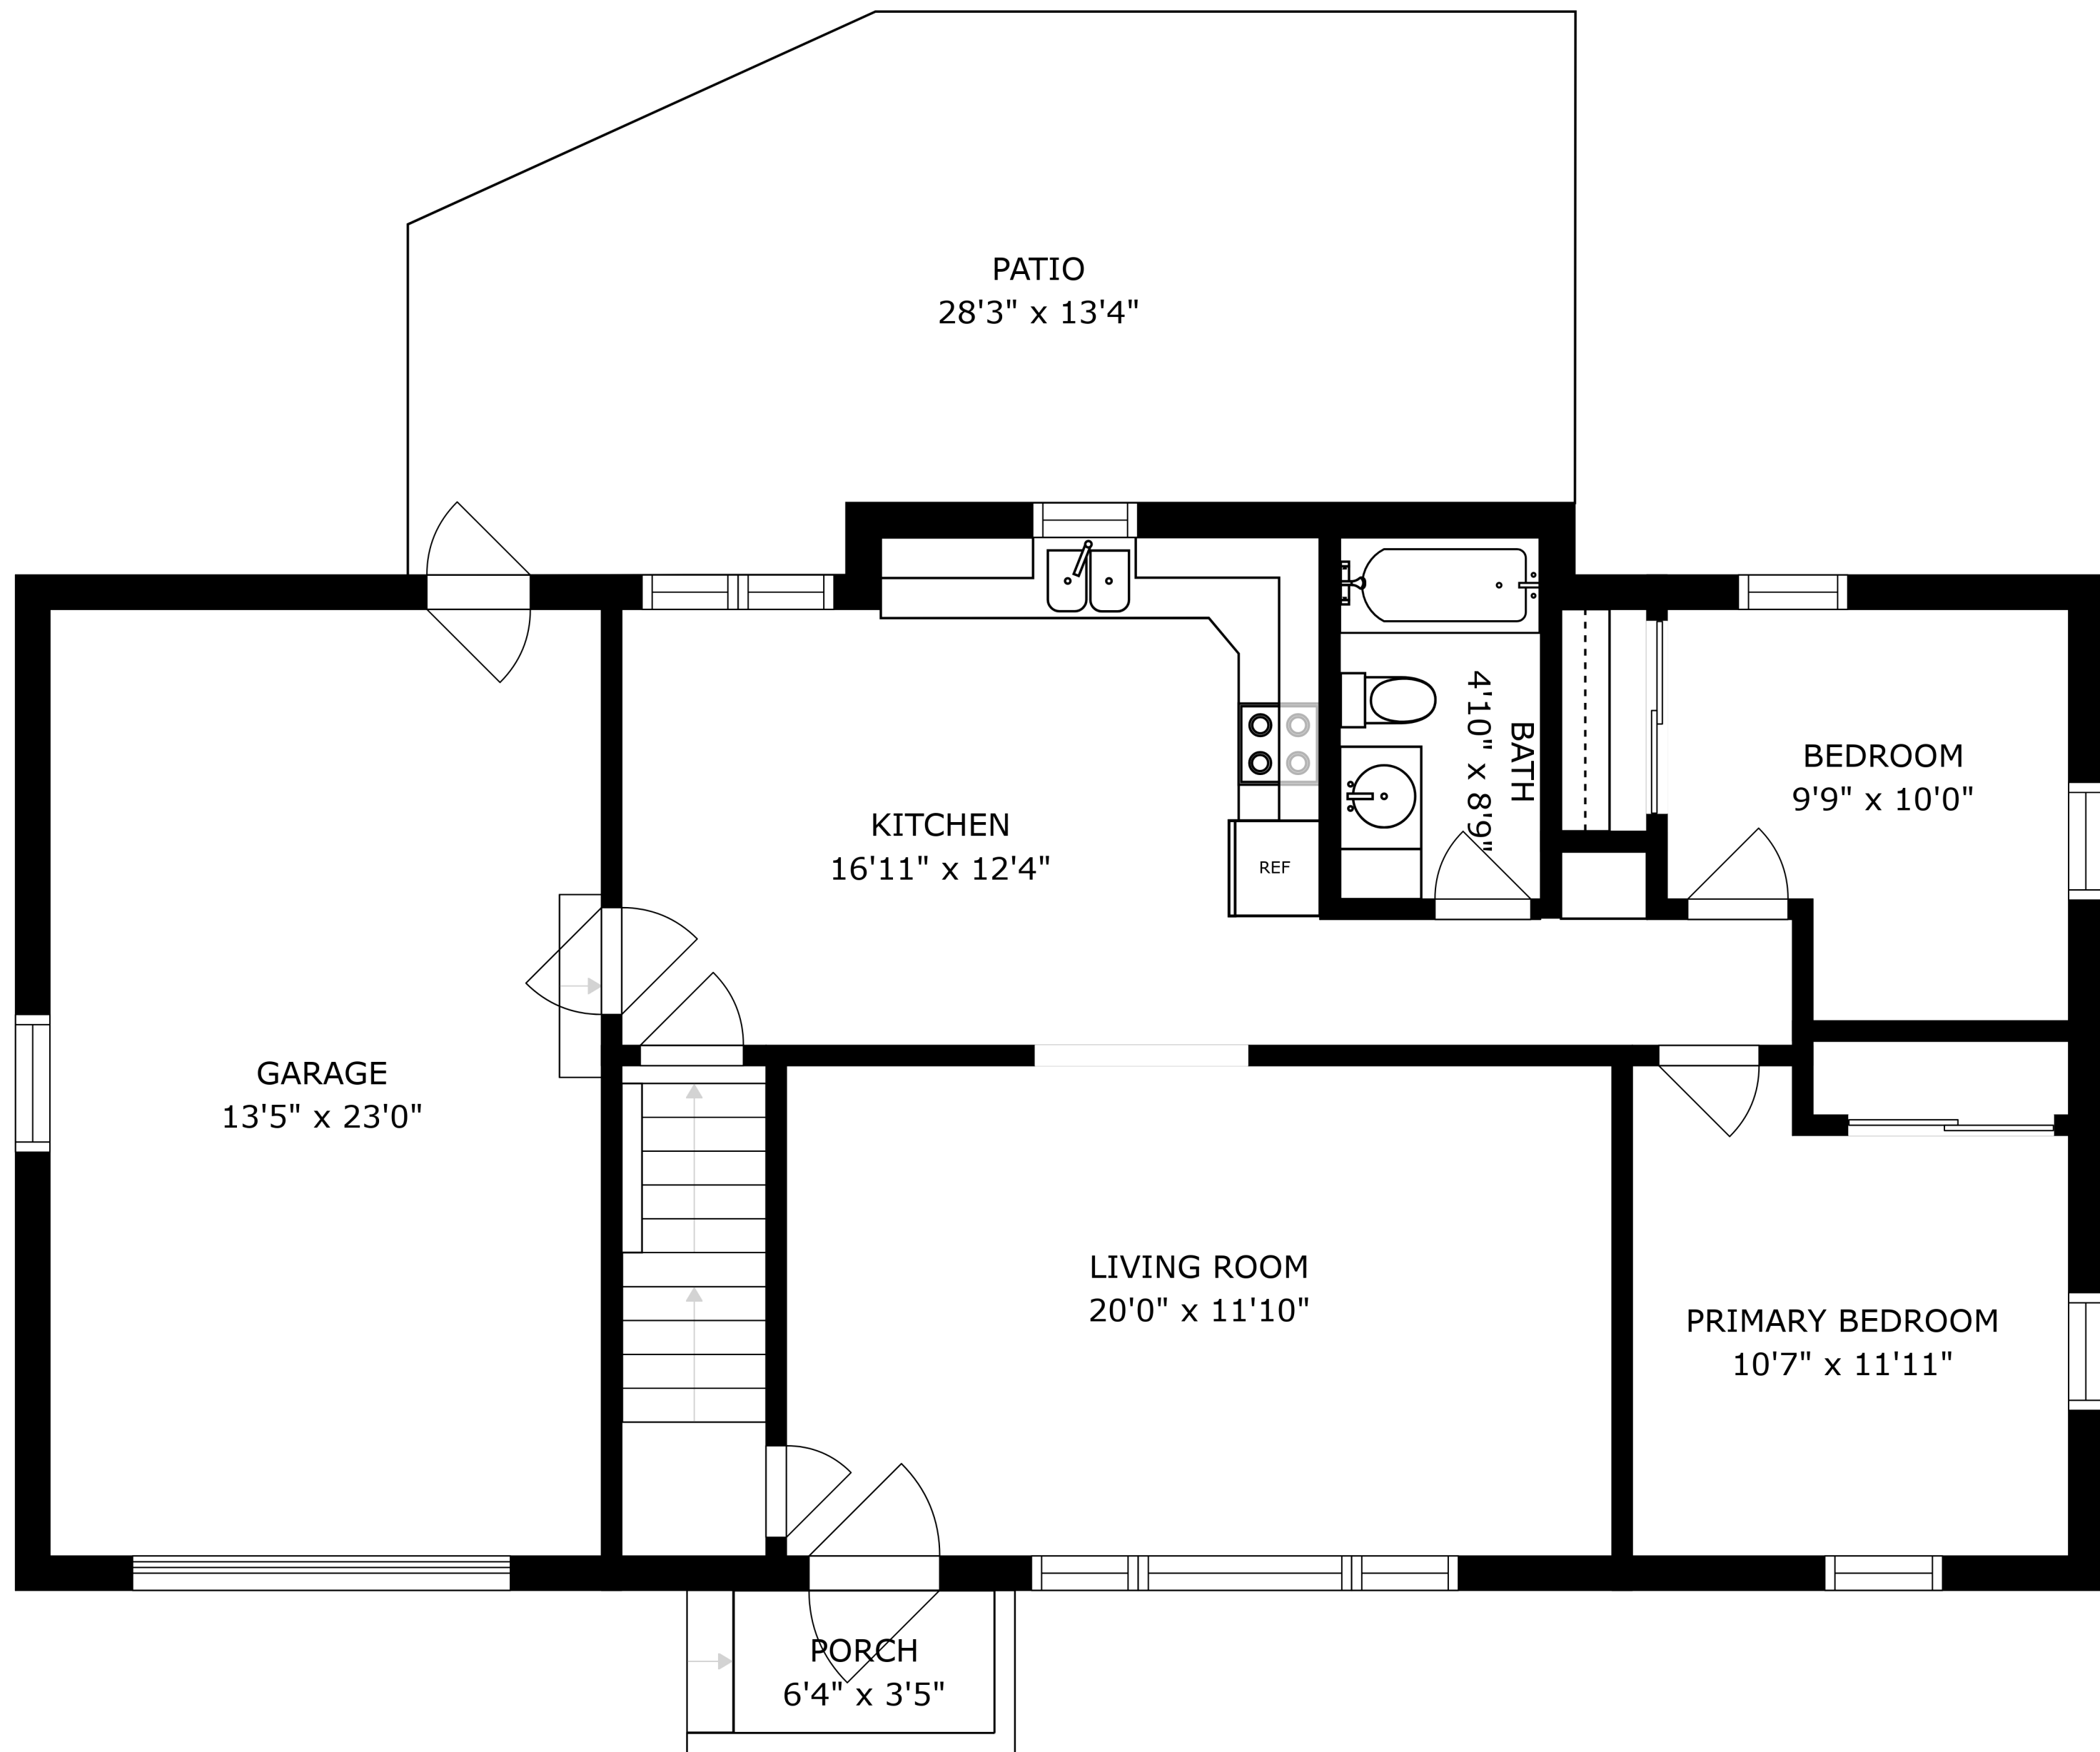 PATIO
28'3" x 13'4"
KITCHEN
16'11" x 12'4"
REF
BATH
4'10" x 8'9"
BEDROOM
9'9" x 10'0"
GARAGE
13'5" x 23'0"
LIVING ROOM
20'0" x 11'10"
PRIMARY BEDROOM
10'7" x 11'11"
PORCH
6'4" x 3'5"